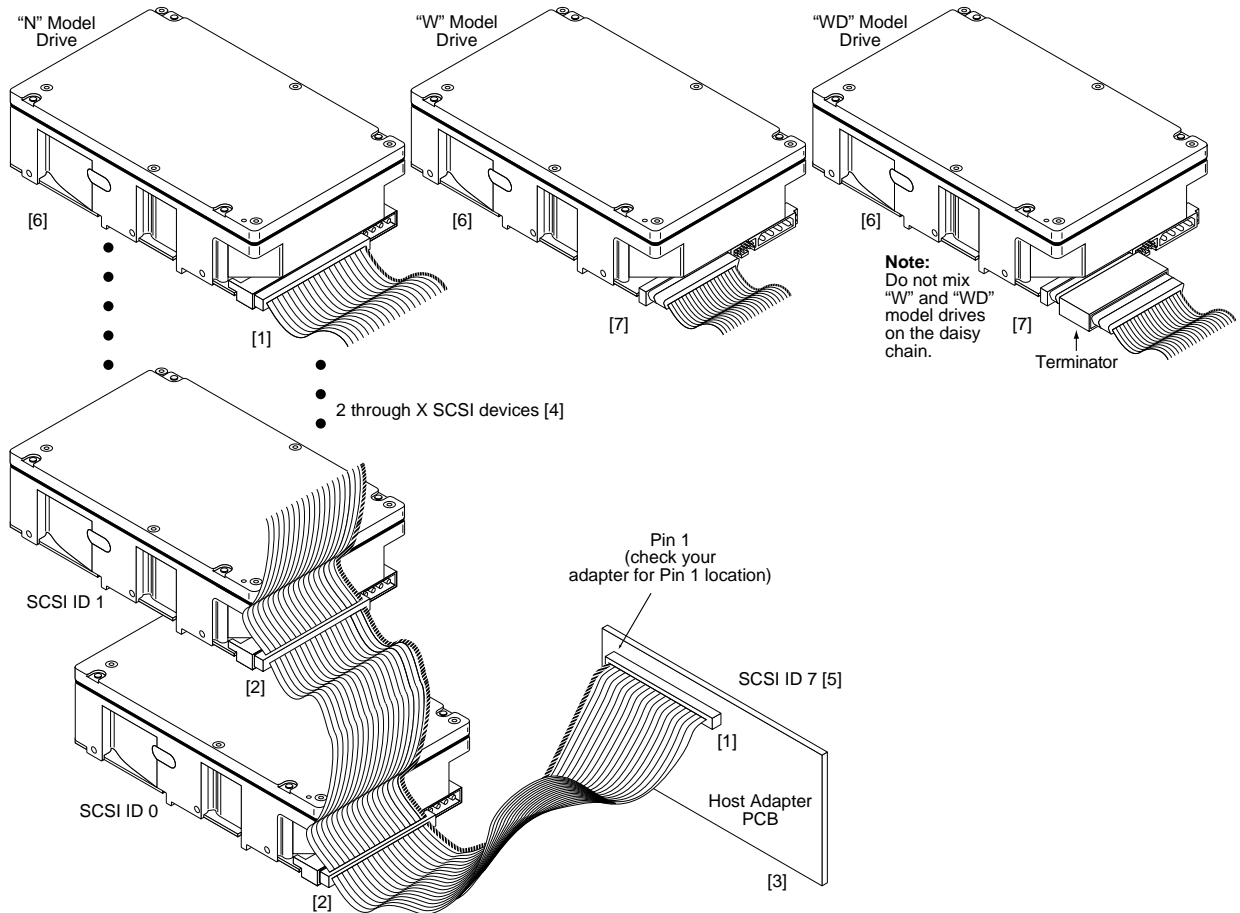 “N” Model
Drive
“W” Model
Drive
“WD” Model
Drive
[6]
[6]
[6]
Note:
Do not mix
“W” and “WD”
model drives
on the daisy
chain.
[1]
[7]
[7]
Terminator
2 through X SCSI devices [4]
Pin 1
(check your
adapter for Pin 1 location)
SCSI ID 1
[2]
SCSI ID 7 [5]
[1]
SCSI ID 0
Host Adapter
PCB
[3]
[2]